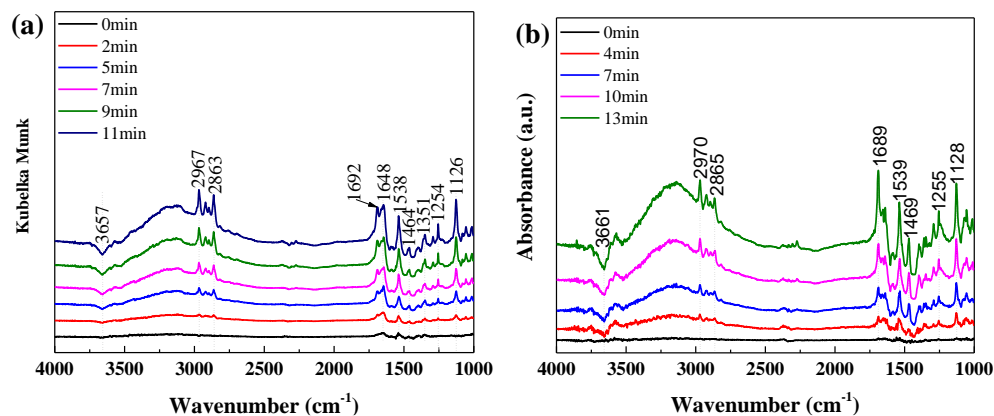 (a)
0min
2min
5min
7min
9min
11min
Kubelka Munk
3657
2967
2863
1692
1648
1538
1464
1351
1254
1126
4000 3500 3000 2500 2000 1500 1000
Wavenumber (cm⁻¹)
(b)
0min
4min
7min
10min
13min
Absorbance (a.u.)
3661
2970
2865
1689
1539
1469
1255
1128
4000 3500 3000 2500 2000 1500 1000
Wavenumber (cm⁻¹)